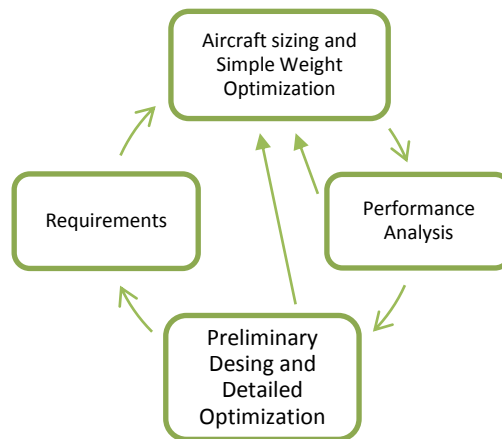 Aircraft sizing and
Simple Weight
Optimization
Requirements
Performance
Analysis
Preliminary
Desing and
Detailed
Optimization